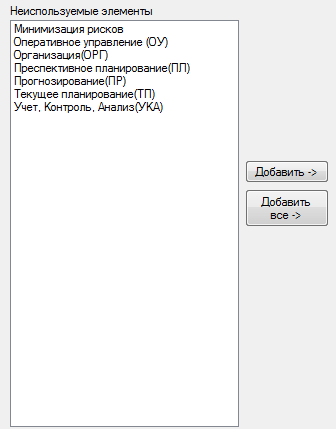 Неиспользуемые элементы
Минимизация рисков
Оперативное управление (ОУ)
Организация(ОРГ)
Преспективное планирование(ПЛ)
Прогнозирование(ПР)
Текущее планирование(ТП)
Учет, Контроль, Анализ(УКА)
Добавить ->
Добавить
все ->